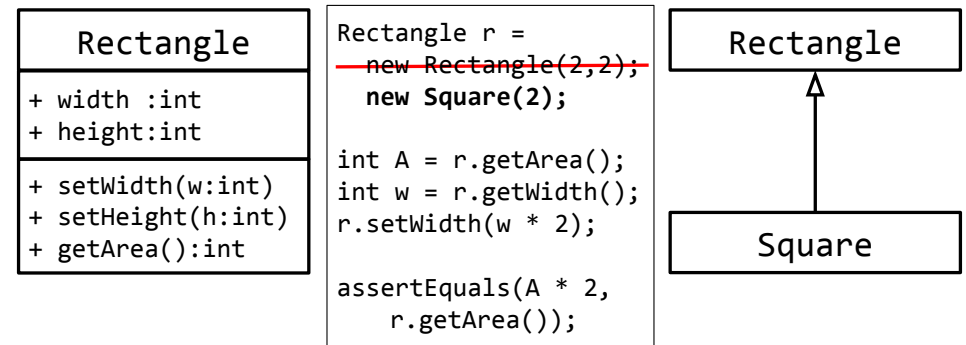 Rectangle
+ width :int
+ height:int
+ setWidth(w:int)
+ setHeight(h:int)
+ getArea():int
Rectangle r =
new Rectangle(2,2);
new Square(2);
int A = r.getArea();
int w = r.getWidth();
r.setWidth(w * 2);
assertEquals(A * 2,
r.getArea());
Rectangle
Square